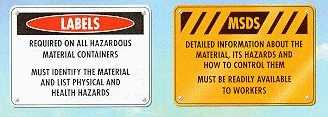 LABELS
REQUIRED ON ALL HAZARDOUS
MATERIAL CONTAINERS
MUST IDENTIFY THE MATERIAL
AND LIST PHYSICAL AND
HEALTH HAZARDS
MSDS
DETAILED INFORMATION ABOUT THE
MATERIAL, ITS HAZARDS AND
HOW TO CONTROL THEM
MUST BE READILY AVAILABLE
TO WORKERS